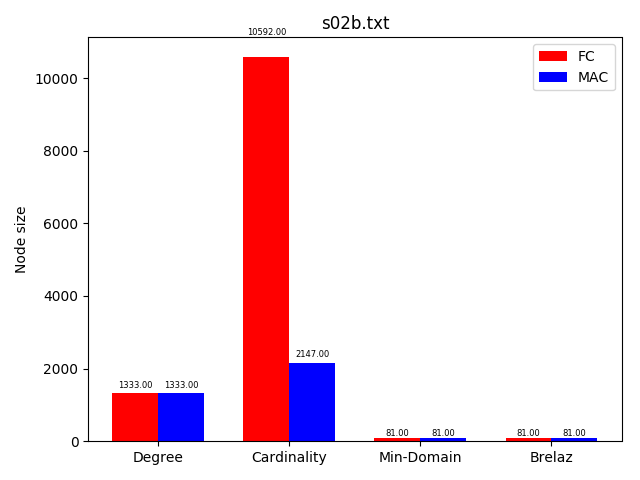 s02b.txt
10592.00
FC
MAC
10000
8000
6000
4000
2000
0
Node size
2147.00
1333.00 1333.00
81.00 81.00 81.00 81.00
Degree Cardinality Min-Domain Brelaz